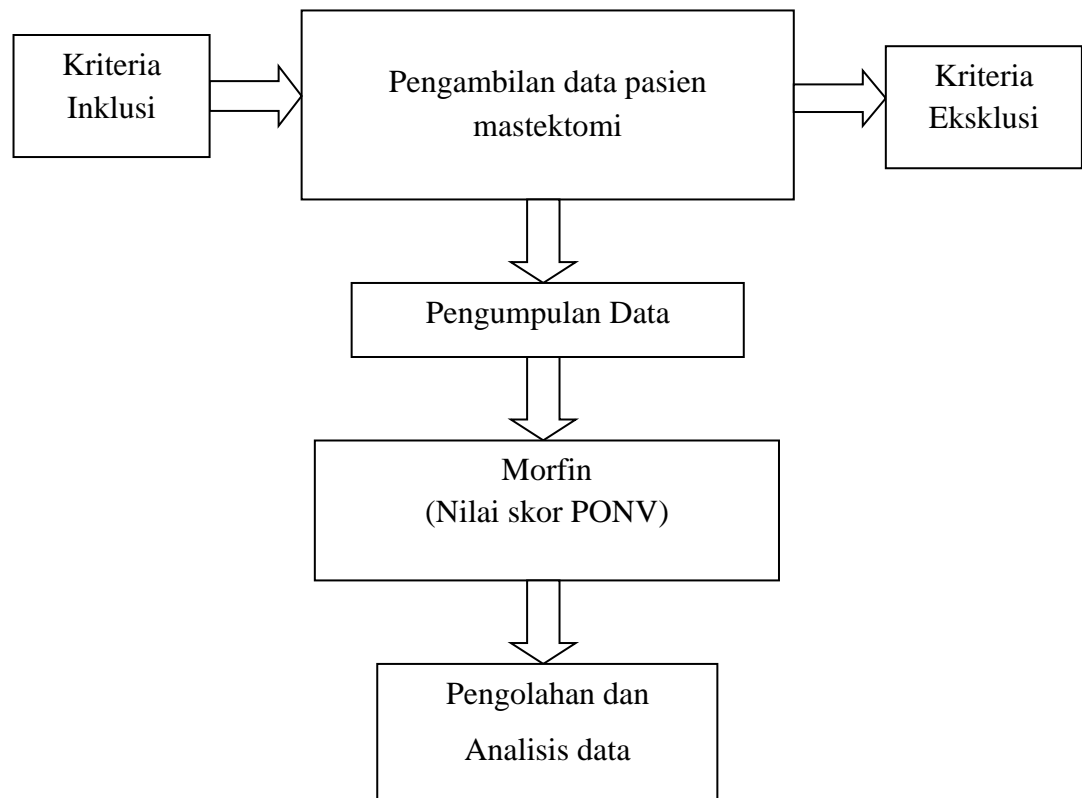 Kriteria
Inklusi
Pengambilan data pasien
mastektomi
Kriteria
Eksklusi
Pengumpulan Data
Morfin
(Nilai skor PONV)
Pengolahan dan
Analisis data